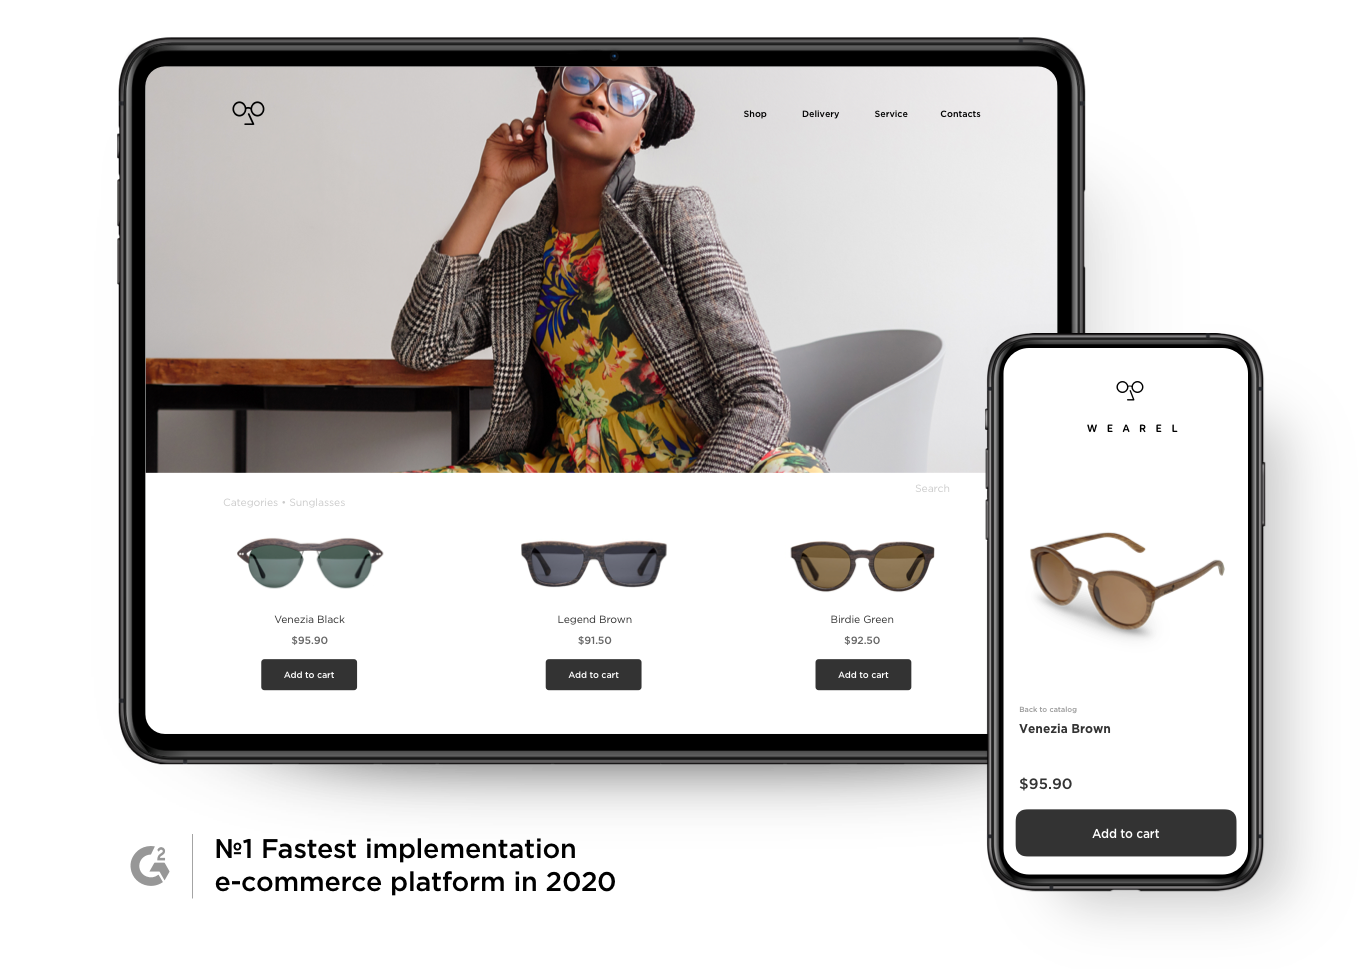 Shop Delivery Service Contacts
Search
Categories • Sunglasses
Venezia Black
$95.90
Add to cart
Legend Brown
$91.50
Add to cart
Birdie Green
$92.50
Add to cart
WEAREL
Back to catalog
Venezia Brown
$95.90
Add to cart
G2
№1 Fastest implementation
e-commerce platform in 2020